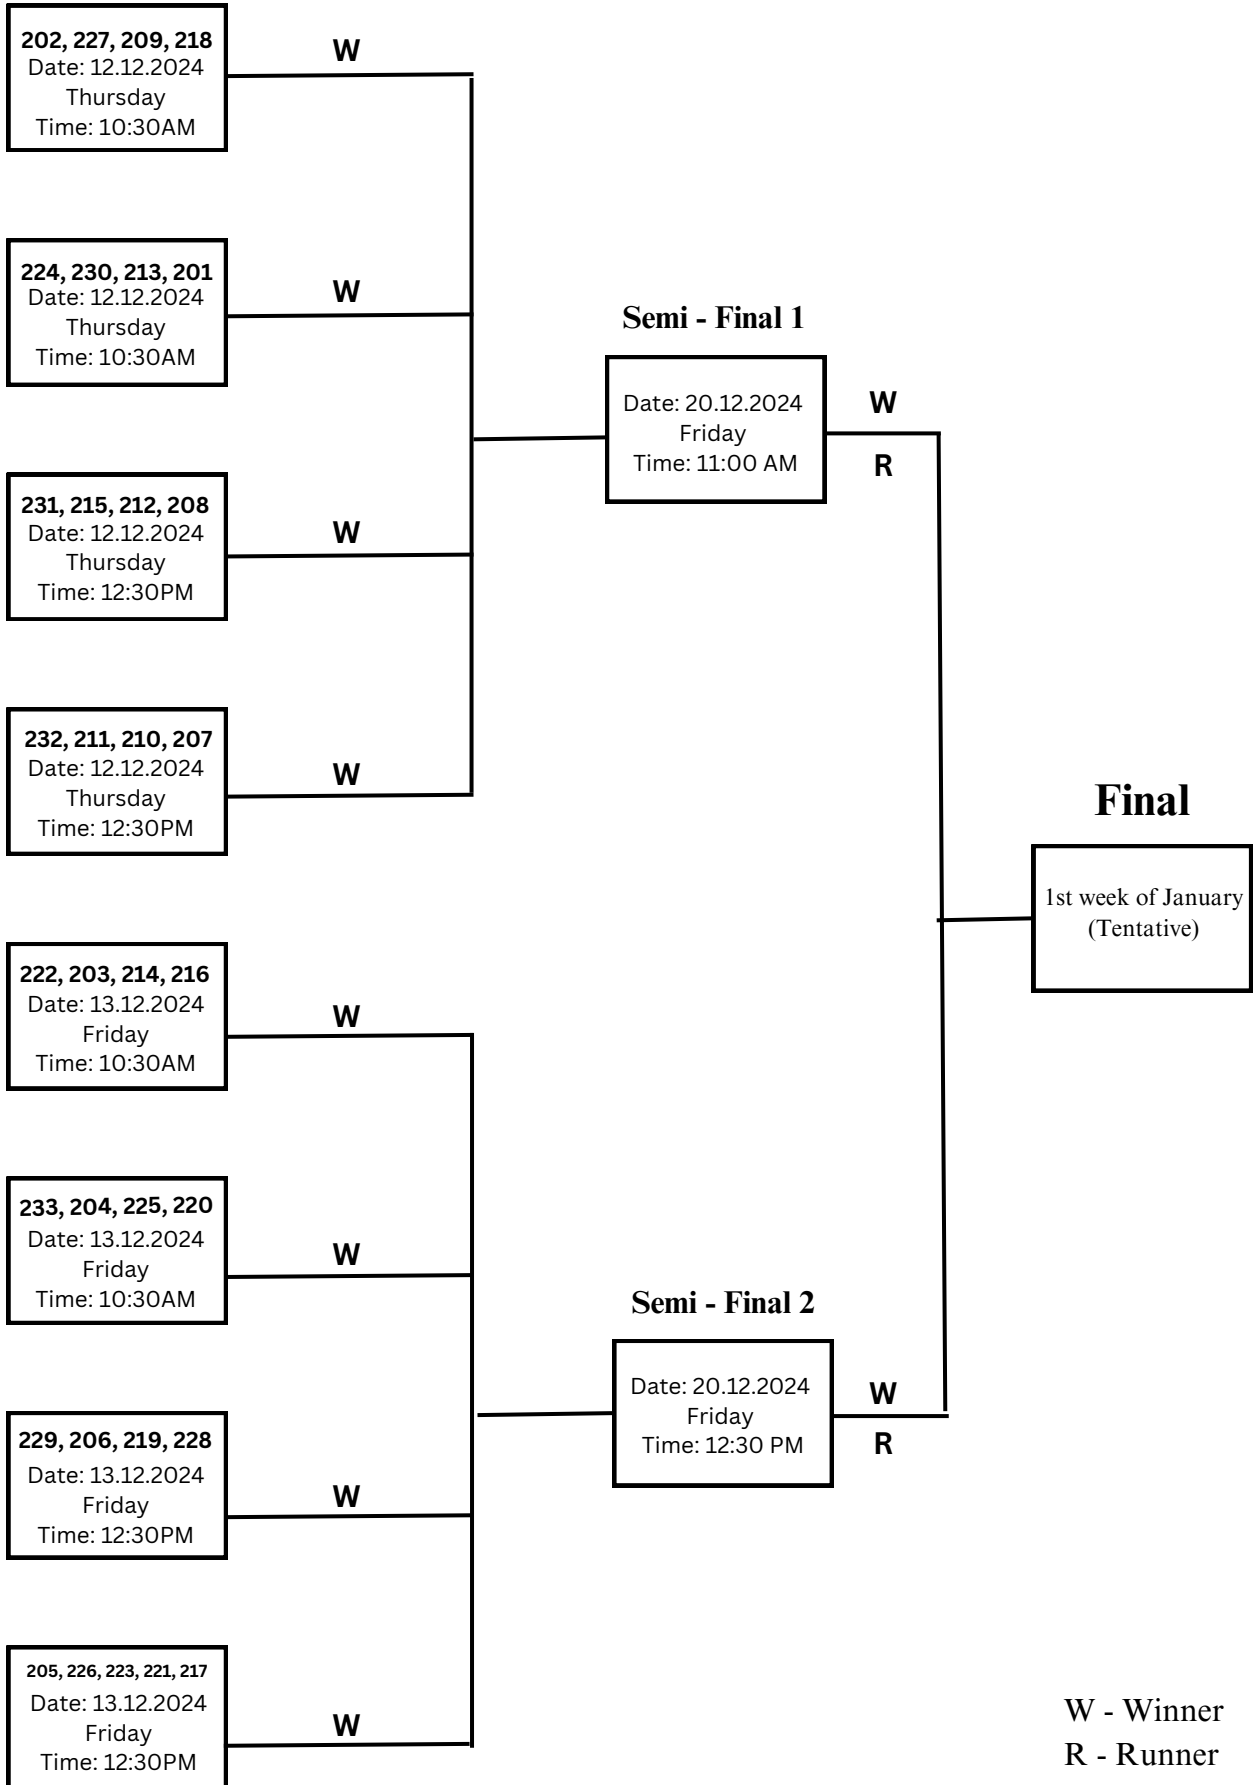 202, 227, 209, 218
Date: 12.12.2024
Thursday
Time: 10:30AM
W
224, 230, 213, 201
Date: 12.12.2024
Thursday
Time: 10:30AM
W
231, 215, 212, 208
Date: 12.12.2024
Thursday
Time: 12:30PM
W
232, 211, 210, 207
Date: 12.12.2024
Thursday
Time: 12:30PM
W
Semi - Final 1
Date: 20.12.2024
Friday
Time: 11:00 AM
W
R
222, 203, 214, 216
Date: 13.12.2024
Friday
Time: 10:30AM
W
233, 204, 225, 220
Date: 13.12.2024
Friday
Time: 10:30AM
W
229, 206, 219, 228
Date: 13.12.2024
Friday
Time: 12:30PM
W
205, 226, 223, 221, 217
Date: 13.12.2024
Friday
Time: 12:30PM
W
Semi - Final 2
Date: 20.12.2024
Friday
Time: 12:30 PM
W
R
Final
1st week of January
(Tentative)
W - Winner
R - Runner